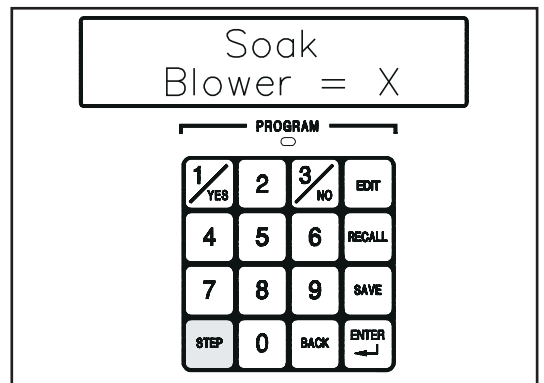 Soak
Blower = X
PROGRAM
1/YES 2 3/NO EDIT
4 5 6 RECALL
7 8 9 SAVE
STEP 0 BACK ENTER